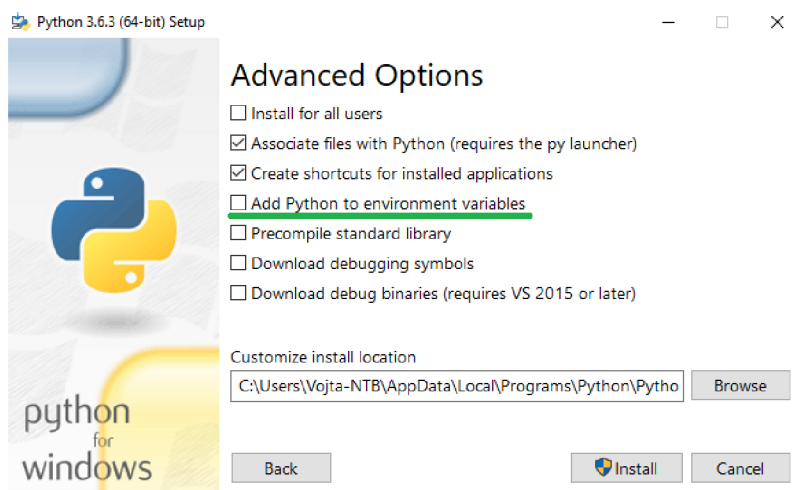 Python 3.6.3 (64-bit) Setup
Advanced Options
Install for all users
Associate files with Python (requires the py launcher)
Create shortcuts for installed applications
Add Python to environment variables
Precompile standard library
Download debugging symbols
Download debug binaries (requires VS 2015 or later)
Customize install location
C:\Users\Vojta-NTB\AppData\Local\Programs\Python\Pytho
Browse
python
for
windows
Back
Install
Cancel